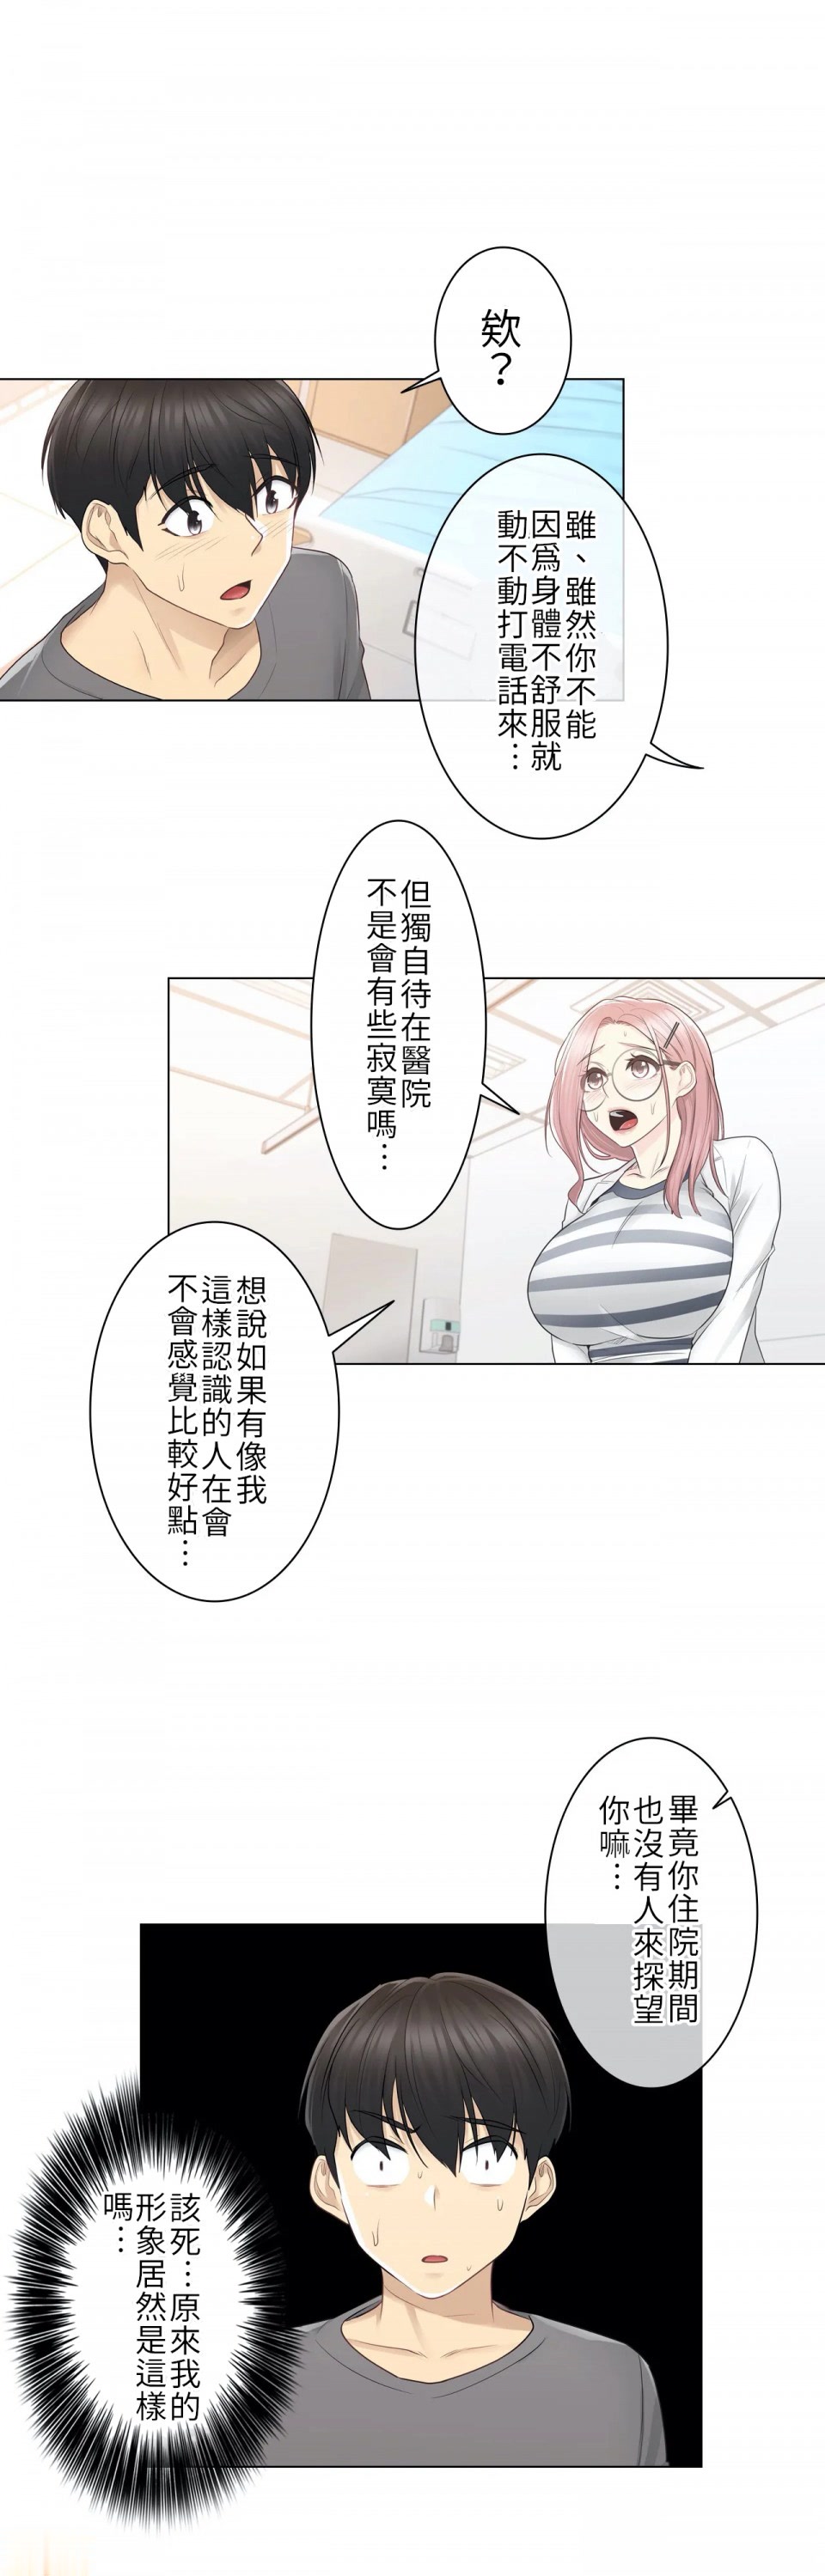 欸？
雖、雖然你不能
因爲身體不舒服就
動不動打電話來⋯
但獨自待在醫院
不是會有些寂寞嗎⋯
想說如果有像我
這樣認識的人在會
不會感覺比較好點⋯
畢竟你住院期間
也沒有人來探望
你嘛⋯
該死⋯原來我的
形象居然是這樣
嗎⋯